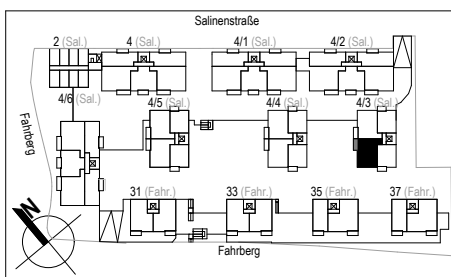 Salinenstraße
2 (Sal.) 4 (Sal.) 4/1 (Sal.) 4/2 (Sal.)
4/6 (Sal.) 4/5 (Sal.) 4/4 (Sal.) 4/3 (Sal.)
Fahrberg
31 (Fahr.) 33 (Fahr.) 35 (Fahr.) 37 (Fahr.)
N
Fahrberg